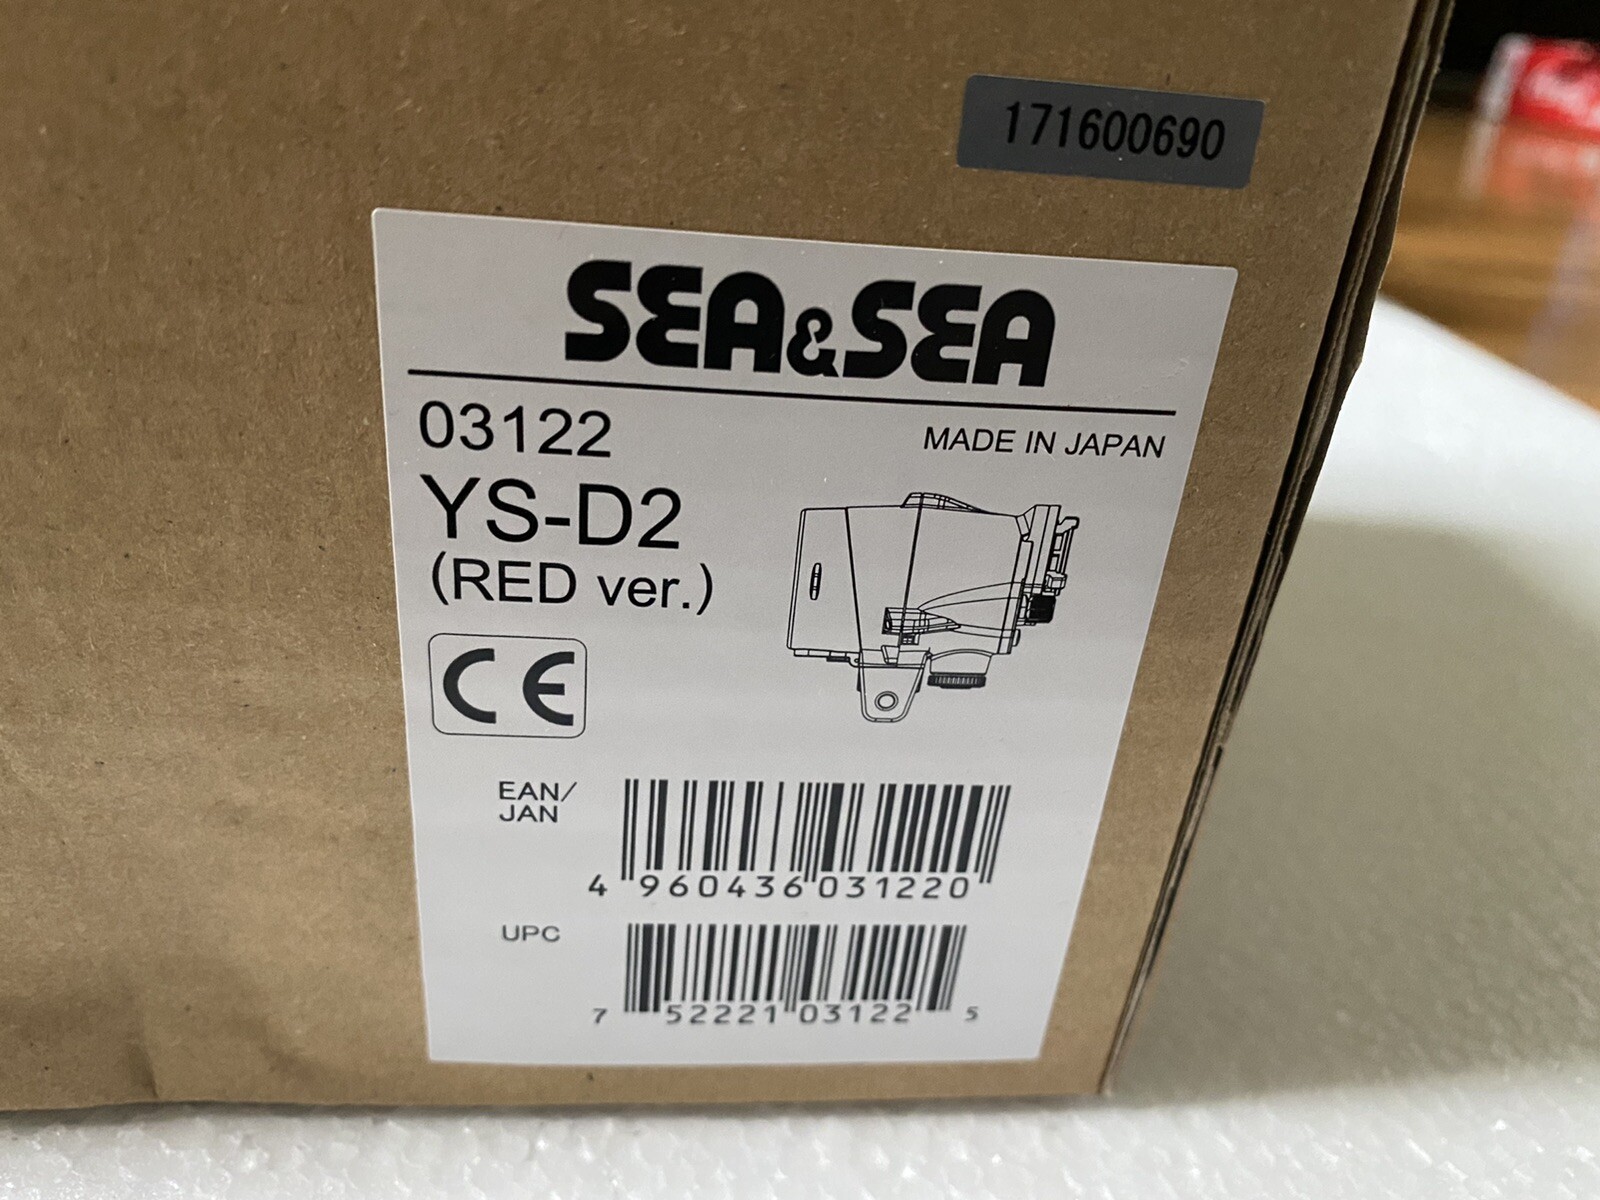 171600690
SEA&SEA
03122
MADE IN JAPAN
YS-D2
(RED ver.)
CE
EAN/
JAN
4 960436 031220
UPC
7 52221 03122 5